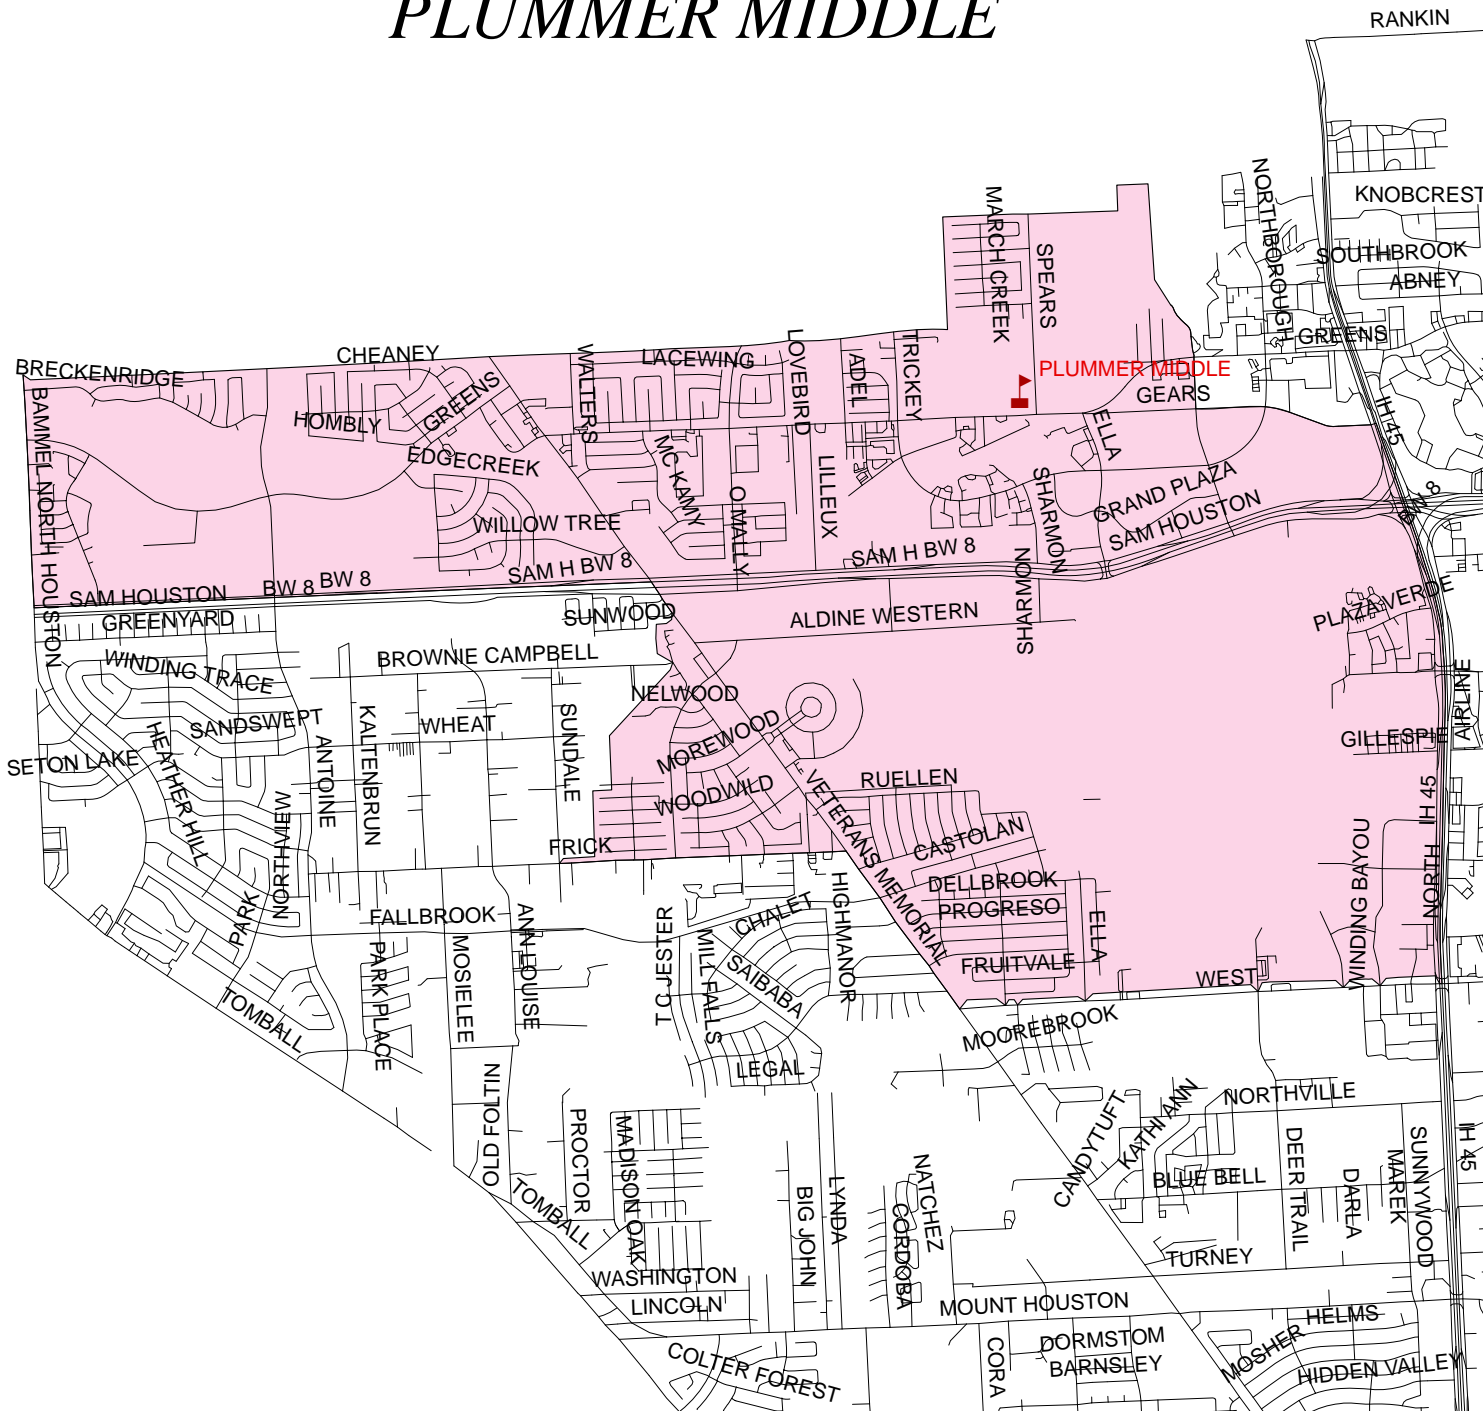 PLUMMER MIDDLE
RANKIN
KNOBCREST
NORTHBOROUGH
SOUTHBROOK
ABNEY
GREENS
MARCH CREEK
SPEARS
PLUMMER MIDDLE
GEARS
IH 45
BW 8
BRECKENRIDGE
CHEANEY
WALTERS
LACEWING
LOVEBIRD
ADEL
TRICKEY
BAMMEL NORTH HOUSTON
HOMBLY
GREENS
EDGECREEK
MC KAMY
O MALLY
LILLEUX
SHARMON
ELLA
GRAND PLAZA
SAM HOUSTON
WILLOW TREE
SAM H BW 8
SAM H BW 8
BW 8
BW 8
SAM HOUSTON
GREENYARD
SUNWOOD
ALDINE WESTERN
SHARMON
PLAZA VERDE
WINDING TRACE
BROWNIE CAMPBELL
NELWOOD
AIRLINE
SANDSWEPT
ANTOINE
KALTENBRUN
WHEAT
SUNDALE
MOREWOOD
GILLESPIE
SETON LAKE
HEATHER HILL
NORTHVIEW
WOODWILD
VETERANS MEMORIAL
RUELLEN
CASTOLAN
IH 45
NORTH
WINDING BAYOU
FRICK
DELLBROOK
PROGRESO
ELLA
FRUITVALE
WEST
PARK
FALLBROOK
PARK PLACE
MOSIELEE
ANN LOUISE
T C JESTER
MILL FALLS
CHALET
SAIBABA
HIGHMANOR
LEGAL
MOOREBROOK
TOMBALL
OLD FOLTIN
PROCTOR
MADISON OAK
TOMBALL
BIG JOHN
LYNDA
CORDOBA
NATCHEZ
CANDYTUFT
KATHI ANN
NORTHVILLE
BLUE BELL
DEER TRAIL
DARLA
MAREK
SUNNYWOOD
IH 45
TURNEY
WASHINGTON
LINCOLN
MOUNT HOUSTON
HELMS
COLTER FOREST
CORA
DORMSTOM
BARNSLEY
MOSHER
HIDDEN VALLEY